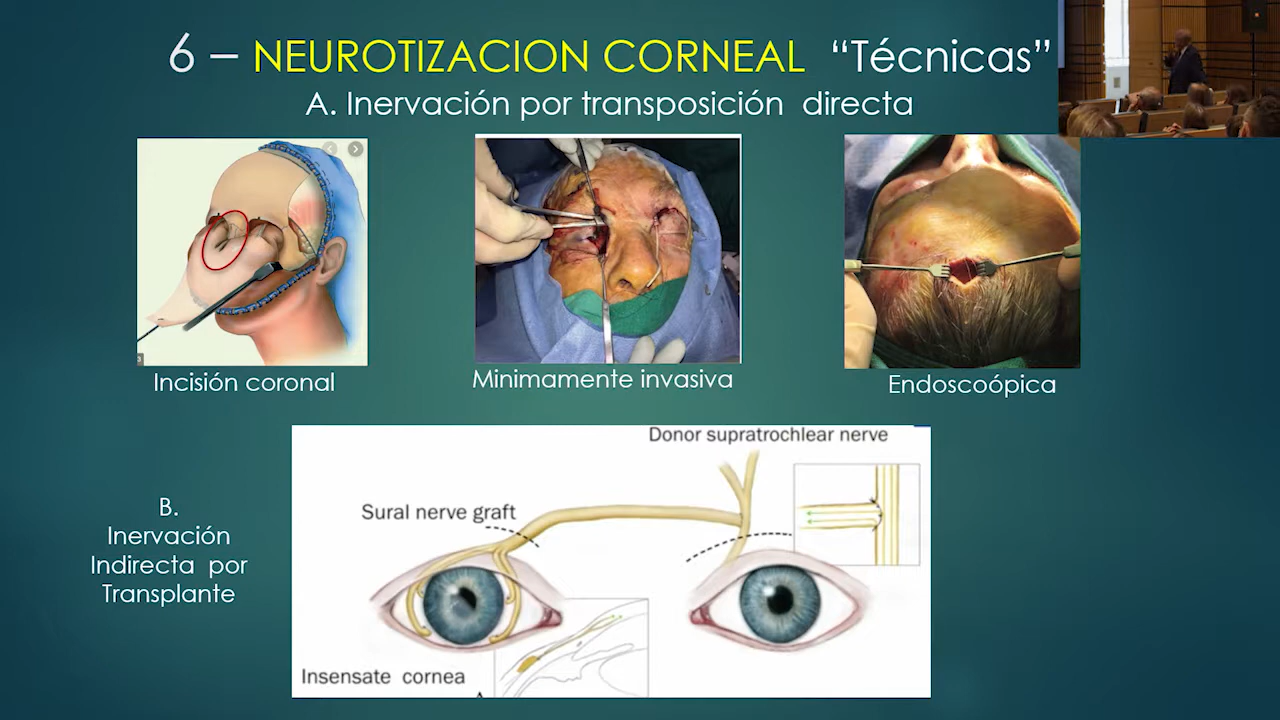 6 – NEUROTIZACION CORNEAL “Técnicas”
A. Inervación por transposición directa
Incisión coronal
Minimamente invasiva
Endoscoópica
B.
Inervación
Indirecta por
Transplante
Donor supratrochlear nerve
Sural nerve graft
Insensate cornea